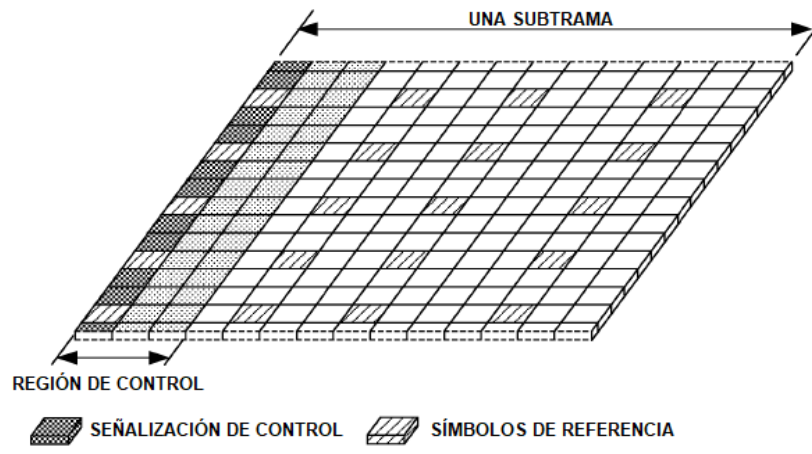 UNA SUBTRAMA
REGIÓN DE CONTROL
SEÑALIZACIÓN DE CONTROL
SÍMBOLOS DE REFERENCIA